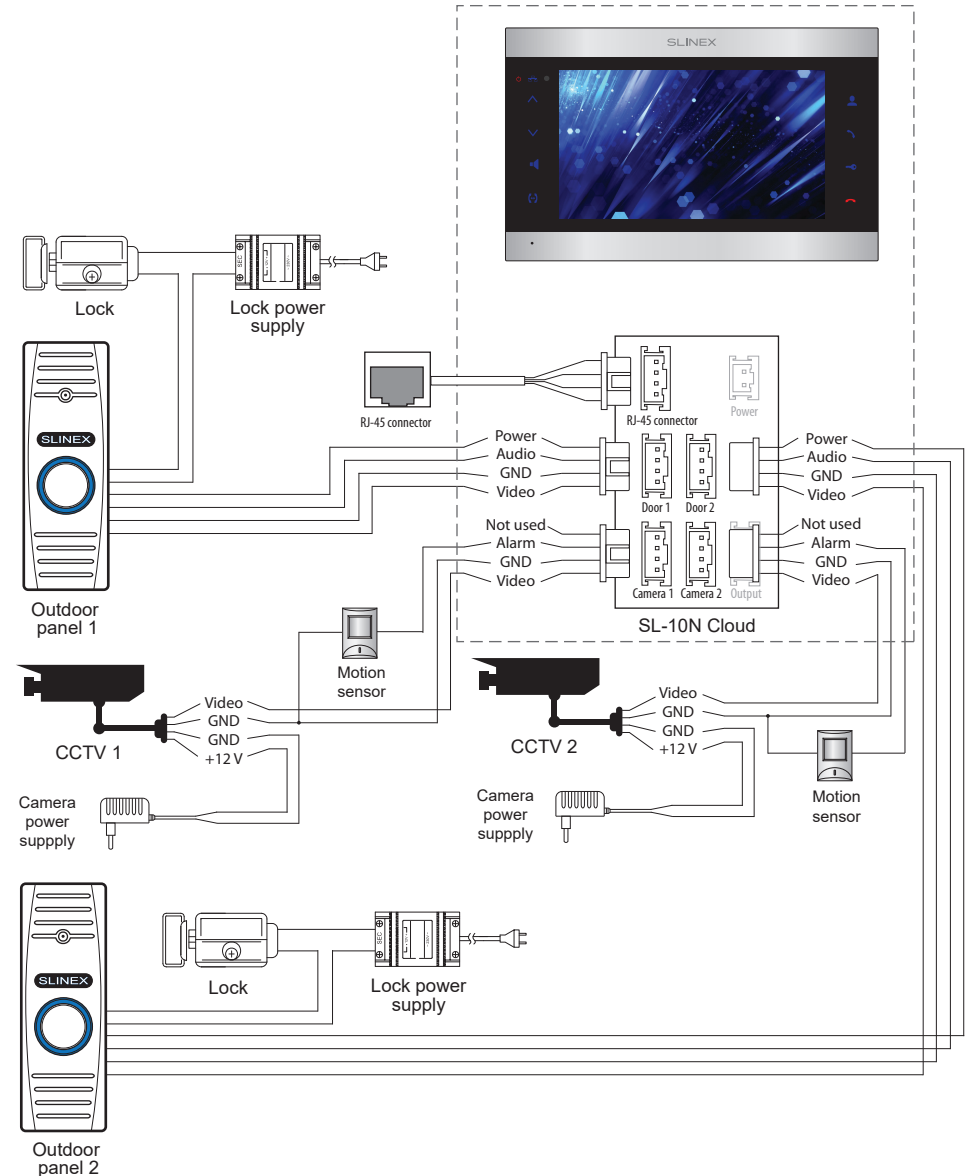 SLINEX
Lock
Lock power
supply
SEC
SLINEX
Outdoor
panel 1
RJ-45 connector
RJ-45 connector
Power
Power
Audio
GND
Video
Door 1
Door 2
Power
Audio
GND
Video
Not used
Alarm
GND
Video
Camera 1
Camera 2
Output
Not used
Alarm
GND
Video
SL-10N Cloud
Motion
sensor
Video
GND
GND
+12 V
CCTV 1
Camera
power
suppply
Video
GND
GND
+12 V
CCTV 2
Camera
power
suppply
Motion
sensor
SLINEX
Lock
SEC
Lock power
supply
Outdoor
panel 2